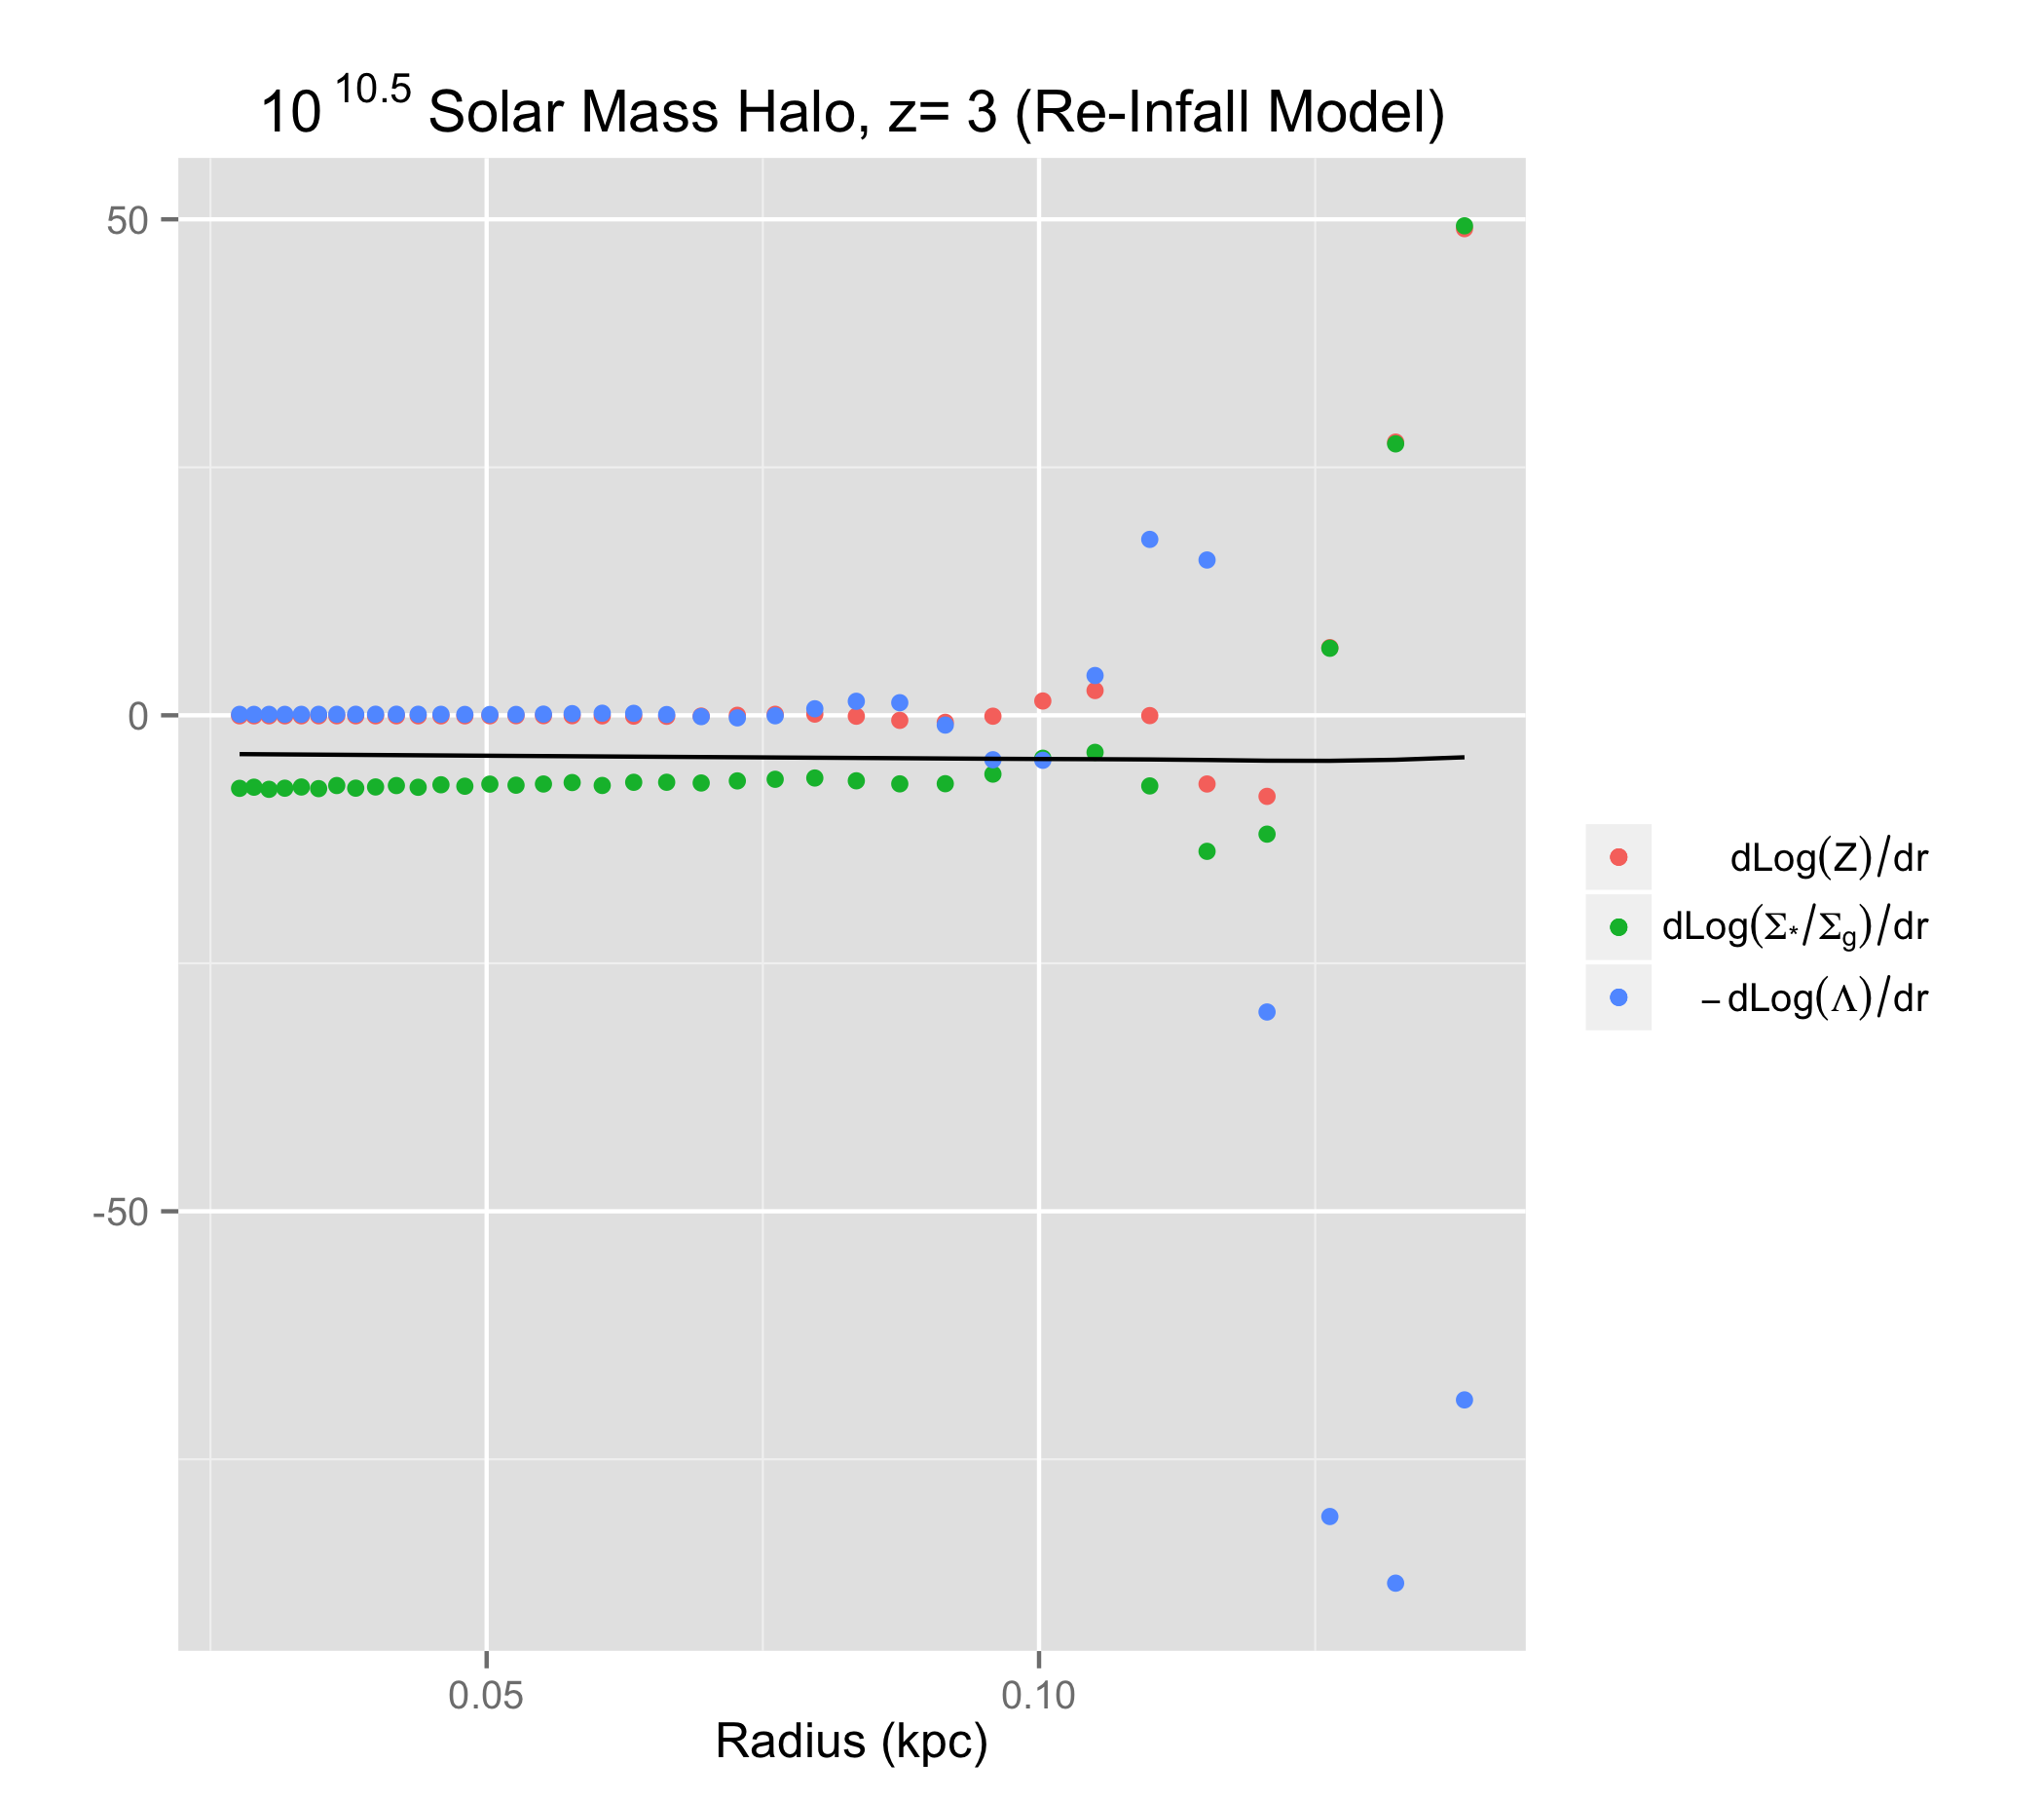 10 10.5 Solar Mass Halo, z= 3 (Re-Infall Model)
50
0
-50
0.05 0.10
Radius (kpc)
dLog(Z)/dr
dLog(Σ*/Σg)/dr
−dLog(Λ)/dr